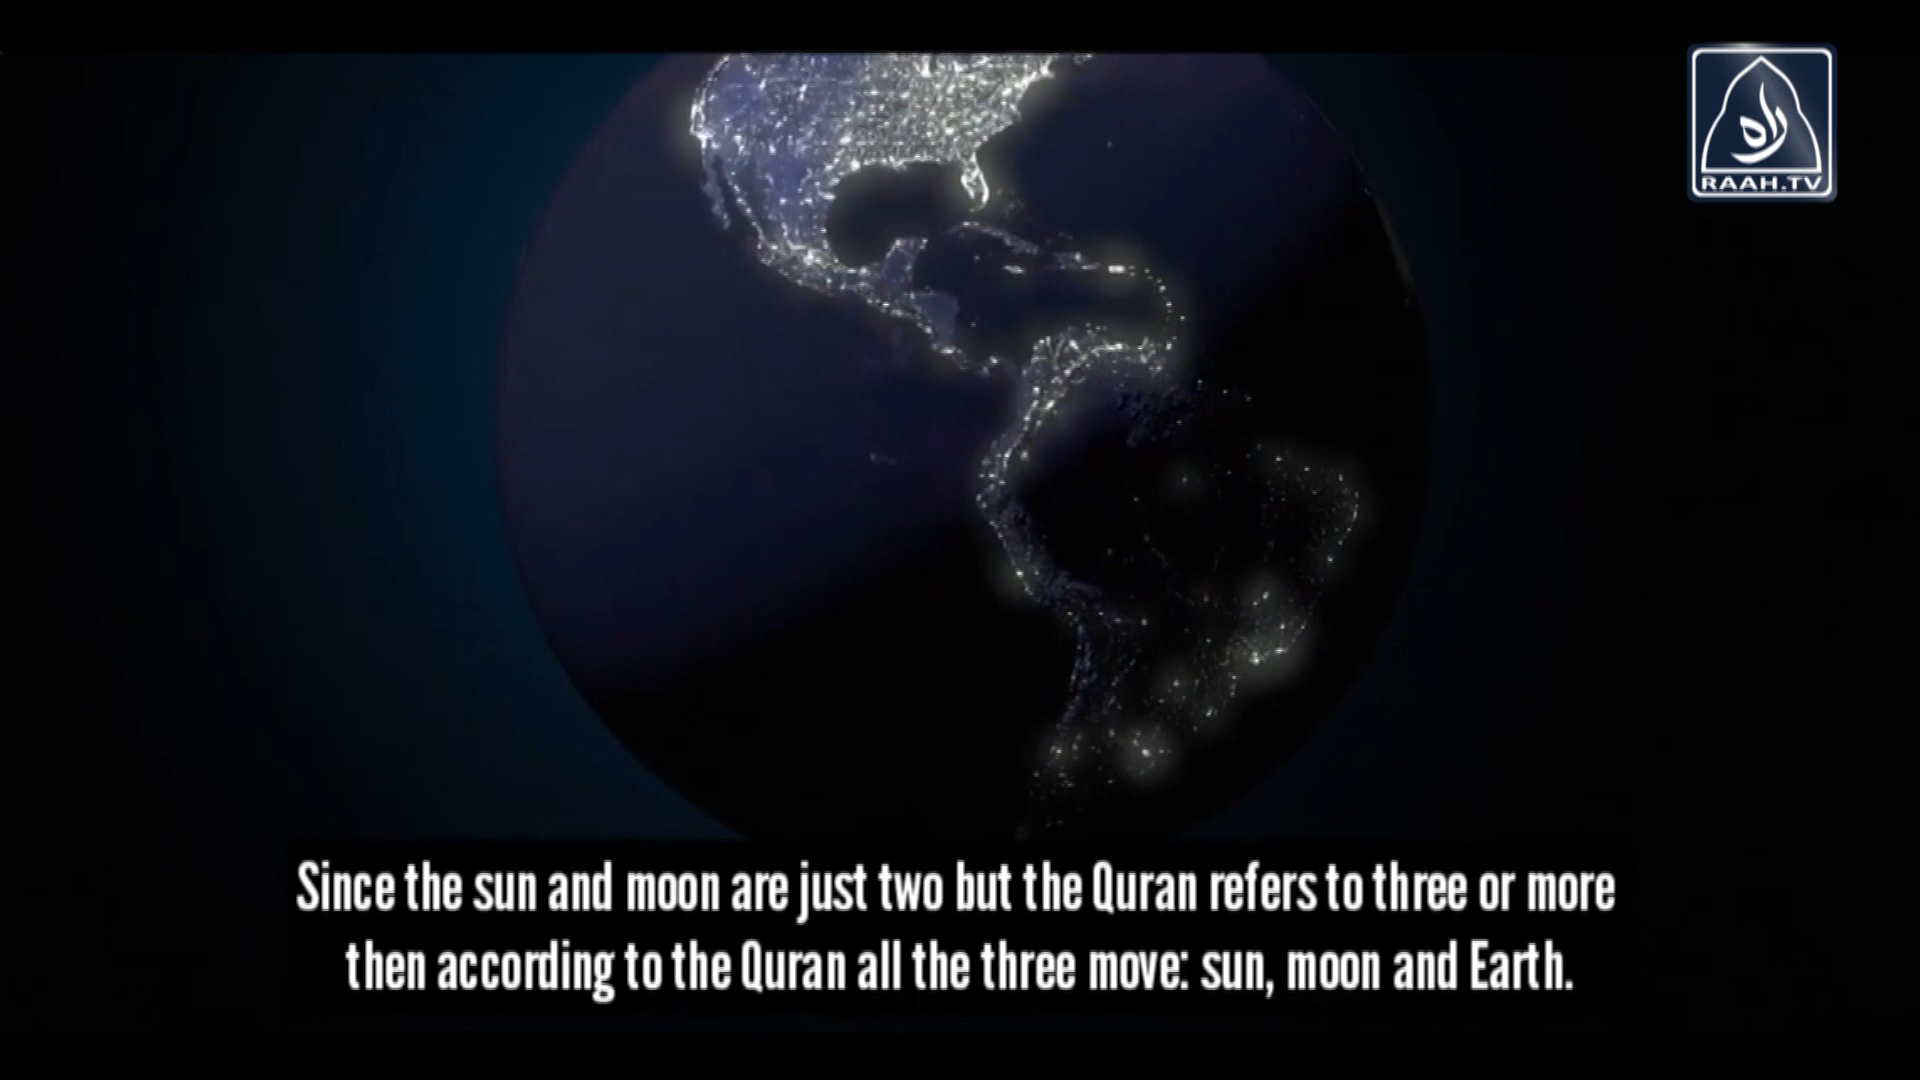 راه
RAAH.TV
Since the sun and moon are just two but the Quran refers to three or more
then according to the Quran all the three move: sun, moon and Earth.